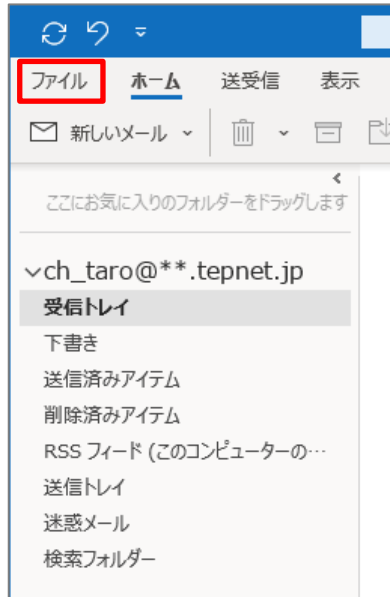 ファイル ホーム 送受信 表示
新しいメール
ここにお気に入りのフォルダーをドラッグします
ch_taro@**.tepnet.jp
受信トレイ
下書き
送信済みアイテム
削除済みアイテム
RSS フィード (このコンピューターの…
送信トレイ
迷惑メール
検索フォルダー